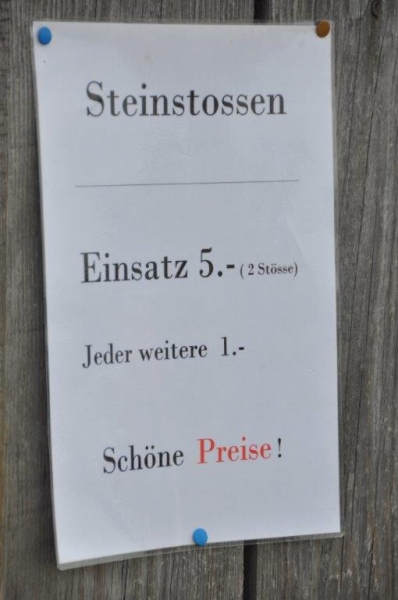 Steinstossen
Einsatz 5.- ( 2 Stösse)
Jeder weitere 1.-
Schöne Preise !